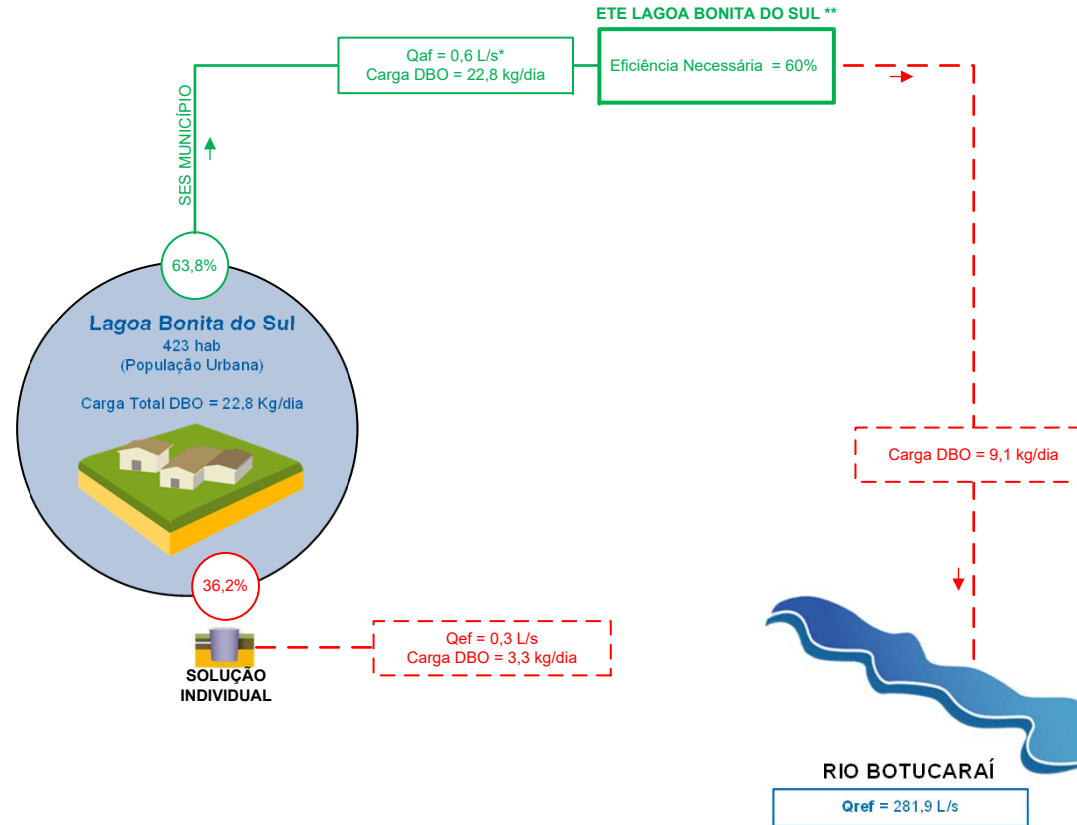 ETE LAGOA BONITA DO SUL **
Qaf = 0,6 L/s*
Carga DBO = 22,8 kg/dia
Eficiência Necessária = 60%
SES MUNICÍPIO
63,8%
Lagoa Bonita do Sul
423 hab
(População Urbana)
Carga Total DBO = 22,8 Kg/dia
Carga DBO = 9,1 kg/dia
36,2%
Qef = 0,3 L/s
Carga DBO = 3,3 kg/dia
SOLUÇÃO
INDIVIDUAL
RIO BOTUCARAÍ
Qref = 281,9 L/s